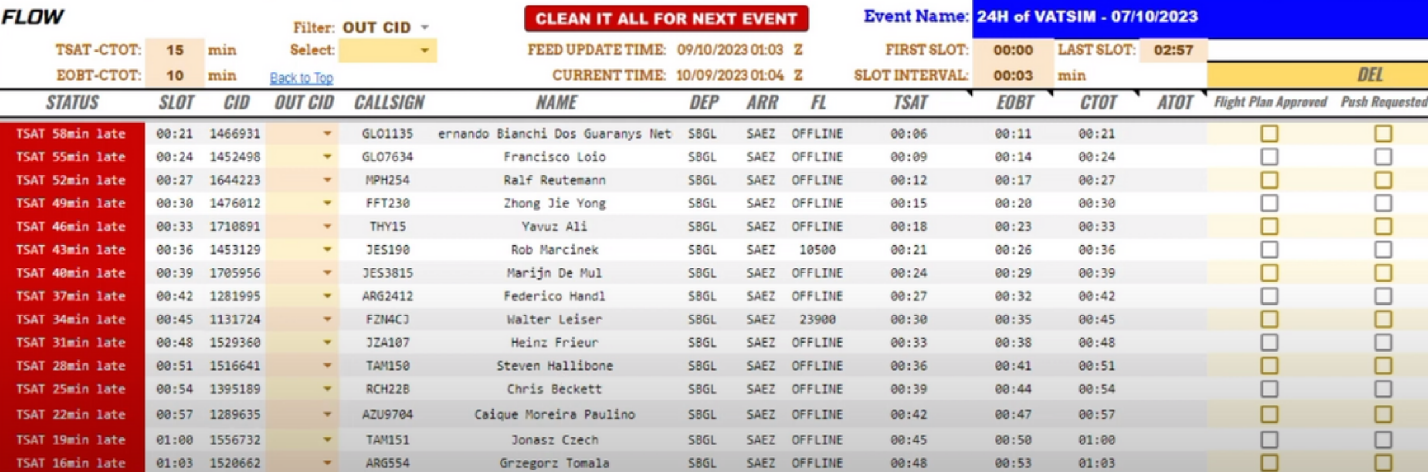 FLOW Filter: OUT CID CLEAN IT ALL FOR NEXT EVENT Event Name: 24H of VATSIM - 07/10/2023
TSAT -CTOT: 15 min Select: FEED UPDATE TIME: 09/10/2023 01:03 Z FIRST SLOT: 00:00 LAST SLOT: 02:57
EOBT-CTOT: 10 min Back to Top CURRENT TIME: 10/09/2023 01:04 Z SLOT INTERVAL: 00:03 min DEL
STATUS SLOT CID OUT CID CALLSIGN NAME DEP ARR FL TSAT EOBT CTOT ATOT Flight Plan Approved Push Requested
TSAT 58min late 00:21 1466931 GLO1135 ernando Bianchi Dos Guaranys Net SBGL SAEZ OFFLINE 00:06 00:11 00:21
TSAT 55min late 00:24 1452498 GLO7634 Francisco Loio SBGL SAEZ OFFLINE 00:09 00:14 00:24
TSAT 52min late 00:27 1644223 MPH254 Ralf Reutemann SBGL SAEZ OFFLINE 00:12 00:17 00:27
TSAT 49min late 00:30 1476012 FFT230 Zhong Jie Yong SBGL SAEZ OFFLINE 00:15 00:20 00:30
TSAT 46min late 00:33 1710891 THY15 Yavuz Ali SBGL SAEZ OFFLINE 00:18 00:23 00:33
TSAT 43min late 00:36 1453129 JES190 Rob Marcinek SBGL SAEZ 10500 00:21 00:26 00:36
TSAT 40min late 00:39 1705956 JES3815 Marijn De Mul SBGL SAEZ OFFLINE 00:24 00:29 00:39
TSAT 37min late 00:42 1281995 ARG2412 Federico Handl SBGL SAEZ OFFLINE 00:27 00:32 00:42
TSAT 34min late 00:45 1131724 FZN4CJ Walter Leiser SBGL SAEZ 23900 00:30 00:35 00:45
TSAT 31min late 00:48 1529360 JZA107 Heinz Frieur SBGL SAEZ OFFLINE 00:33 00:38 00:48
TSAT 28min late 00:51 1516641 TAM150 Steven Hallibone SBGL SAEZ OFFLINE 00:36 00:41 00:51
TSAT 25min late 00:54 1395189 RCH22B Chris Beckett SBGL SAEZ OFFLINE 00:39 00:44 00:54
TSAT 22min late 00:57 1289635 AZU9704 Caique Moreira Paulino SBGL SAEZ OFFLINE 00:42 00:47 00:57
TSAT 19min late 01:00 1556732 TAM151 Jonasz Czech SBGL SAEZ OFFLINE 00:45 00:50 01:00
TSAT 16min late 01:03 1520662 ARG554 Grzegorz Tomala SBGL SAEZ OFFLINE 00:48 00:53 01:03